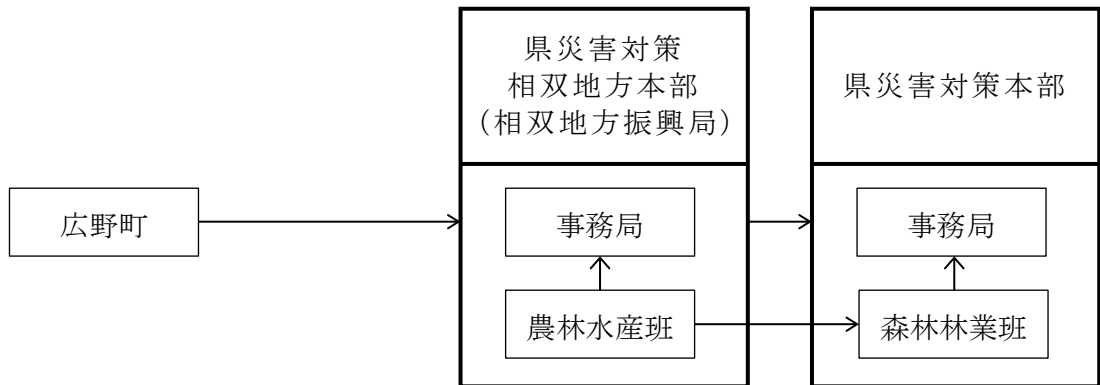 県災害対策
相双地方本部
(相双地方振興局)
県災害対策本部
広野町
事務局
事務局
農林水産班
森林林業班